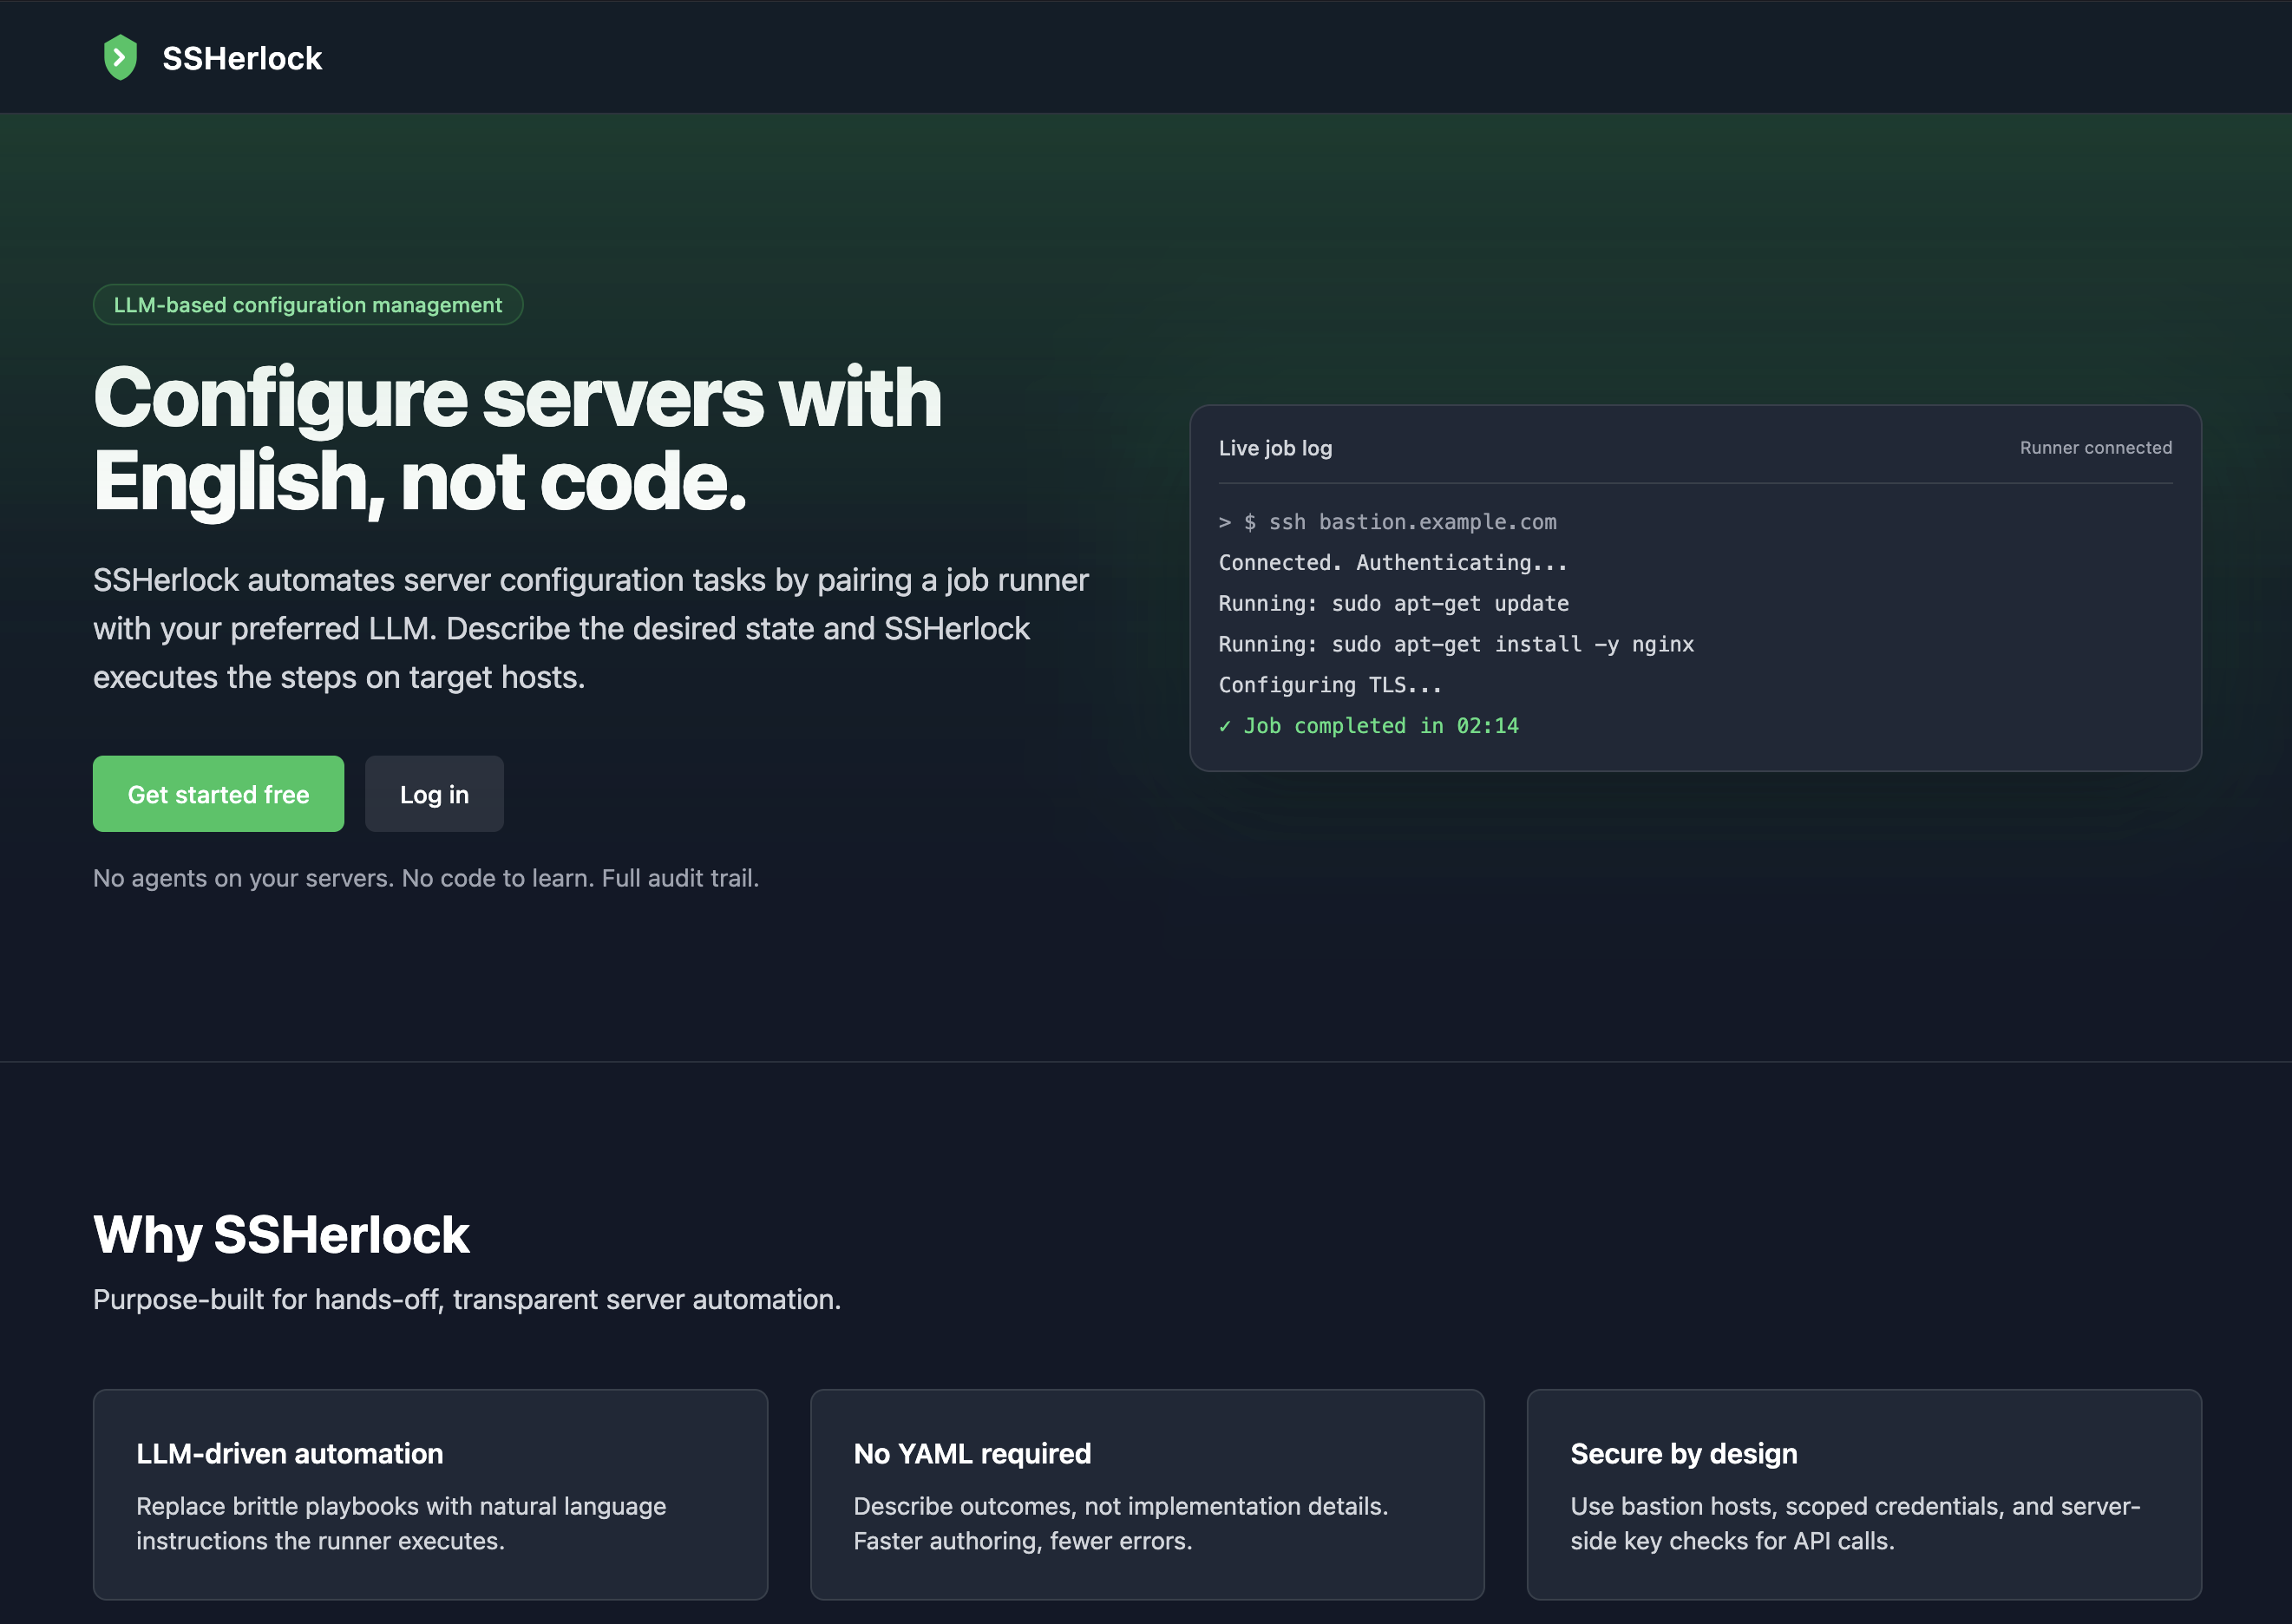 SSHerlock
LLM-based configuration management
Configure servers with
English, not code.
SSHerlock automates server configuration tasks by pairing a job runner
with your preferred LLM. Describe the desired state and SSHerlock
executes the steps on target hosts.
Get started free
Log in
No agents on your servers. No code to learn. Full audit trail.
Live job log
Runner connected
> $ ssh bastion.example.com
Connected. Authenticating...
Running: sudo apt-get update
Running: sudo apt-get install -y nginx
Configuring TLS...
✓ Job completed in 02:14
Why SSHerlock
Purpose-built for hands-off, transparent server automation.
LLM-driven automation
Replace brittle playbooks with natural language
instructions the runner executes.
No YAML required
Describe outcomes, not implementation details.
Faster authoring, fewer errors.
Secure by design
Use bastion hosts, scoped credentials, and server-
side key checks for API calls.